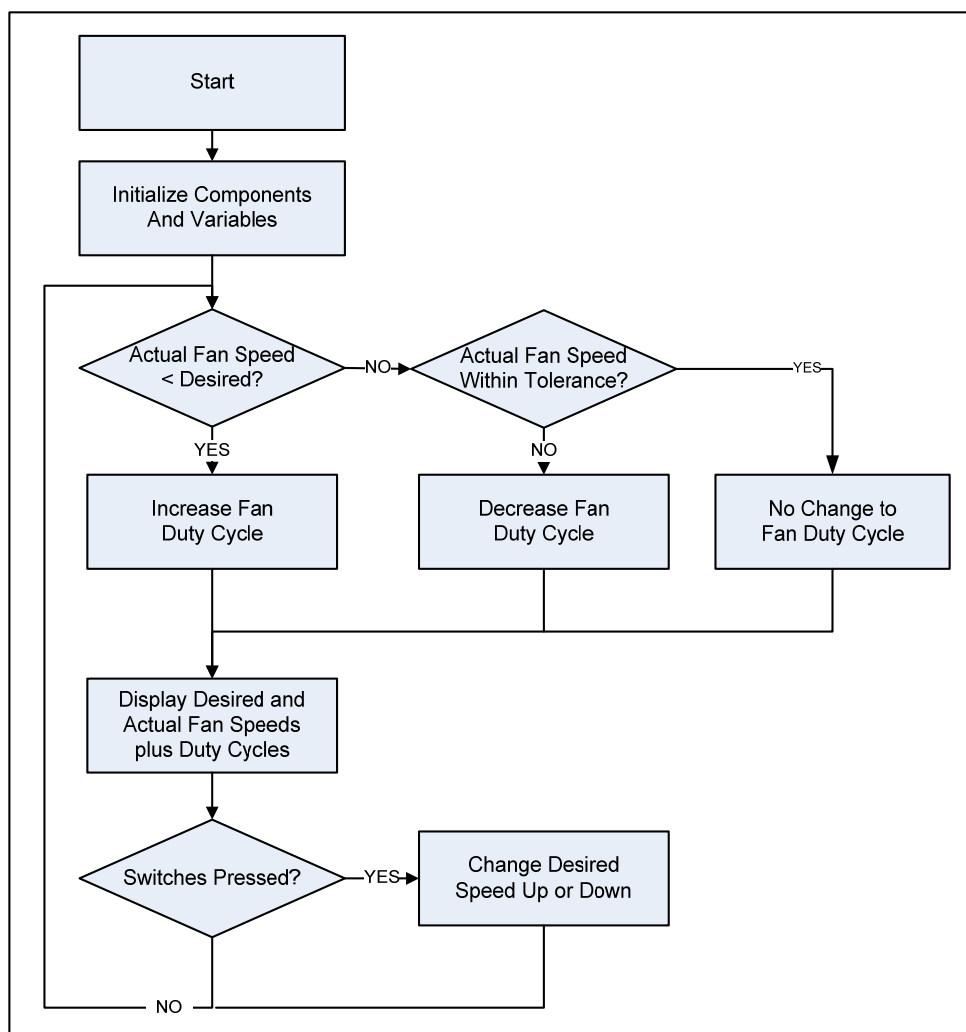 Start
Initialize Components
And Variables
Actual Fan Speed
< Desired?
NO
Actual Fan Speed
Within Tolerance?
YES
YES
NO
Increase Fan
Duty Cycle
Decrease Fan
Duty Cycle
No Change to
Fan Duty Cycle
Display Desired and
Actual Fan Speeds
plus Duty Cycles
Switches Pressed?
YES
Change Desired
Speed Up or Down
NO